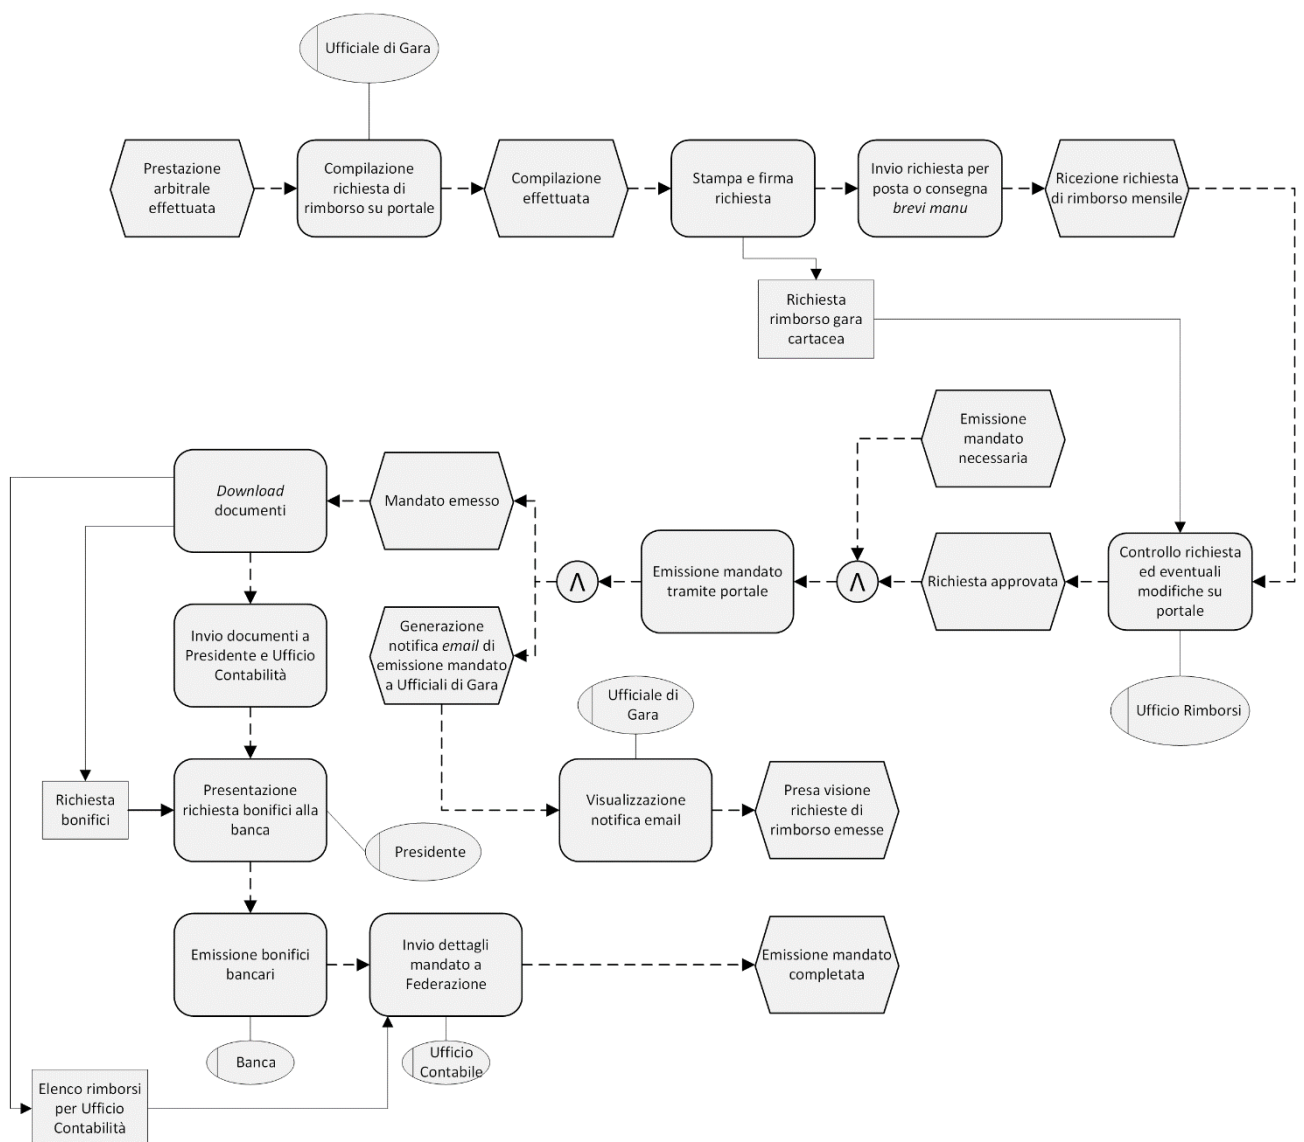 Ufficiale di Gara
Prestazione
arbitrale
effettuata
Compilazione
richiesta di
rimborso su portale
Compilazione
effettuata
Stampa e firma
richiesta
Invio richiesta per
posta o consegna
brevi manu
Ricezione richiesta
di rimborso mensile
Richiesta
rimborso gara
cartacea
Emissione
mandato
necessaria
Download
documenti
Mandato emesso
Emissione mandato
tramite portale
Λ
Λ
Richiesta approvata
Controllo richiesta
ed eventuali
modifiche su
portale
Invio documenti a
Presidente e Ufficio
Contabilità
Generazione
notifica email di
emissione mandato
a Ufficiali di Gara
Ufficiale di
Gara
Ufficio Rimborsi
Richiesta
bonifici
Presentazione
richiesta bonifici alla
banca
Presidente
Visualizzazione
notifica email
Presa visione
richieste di
rimborso emesse
Emissione bonifici
bancari
Invio dettagli
mandato a
Federazione
Emissione mandato
completata
Banca
Ufficio
Contabile
Elenco rimborsi
per Ufficio
Contabilità